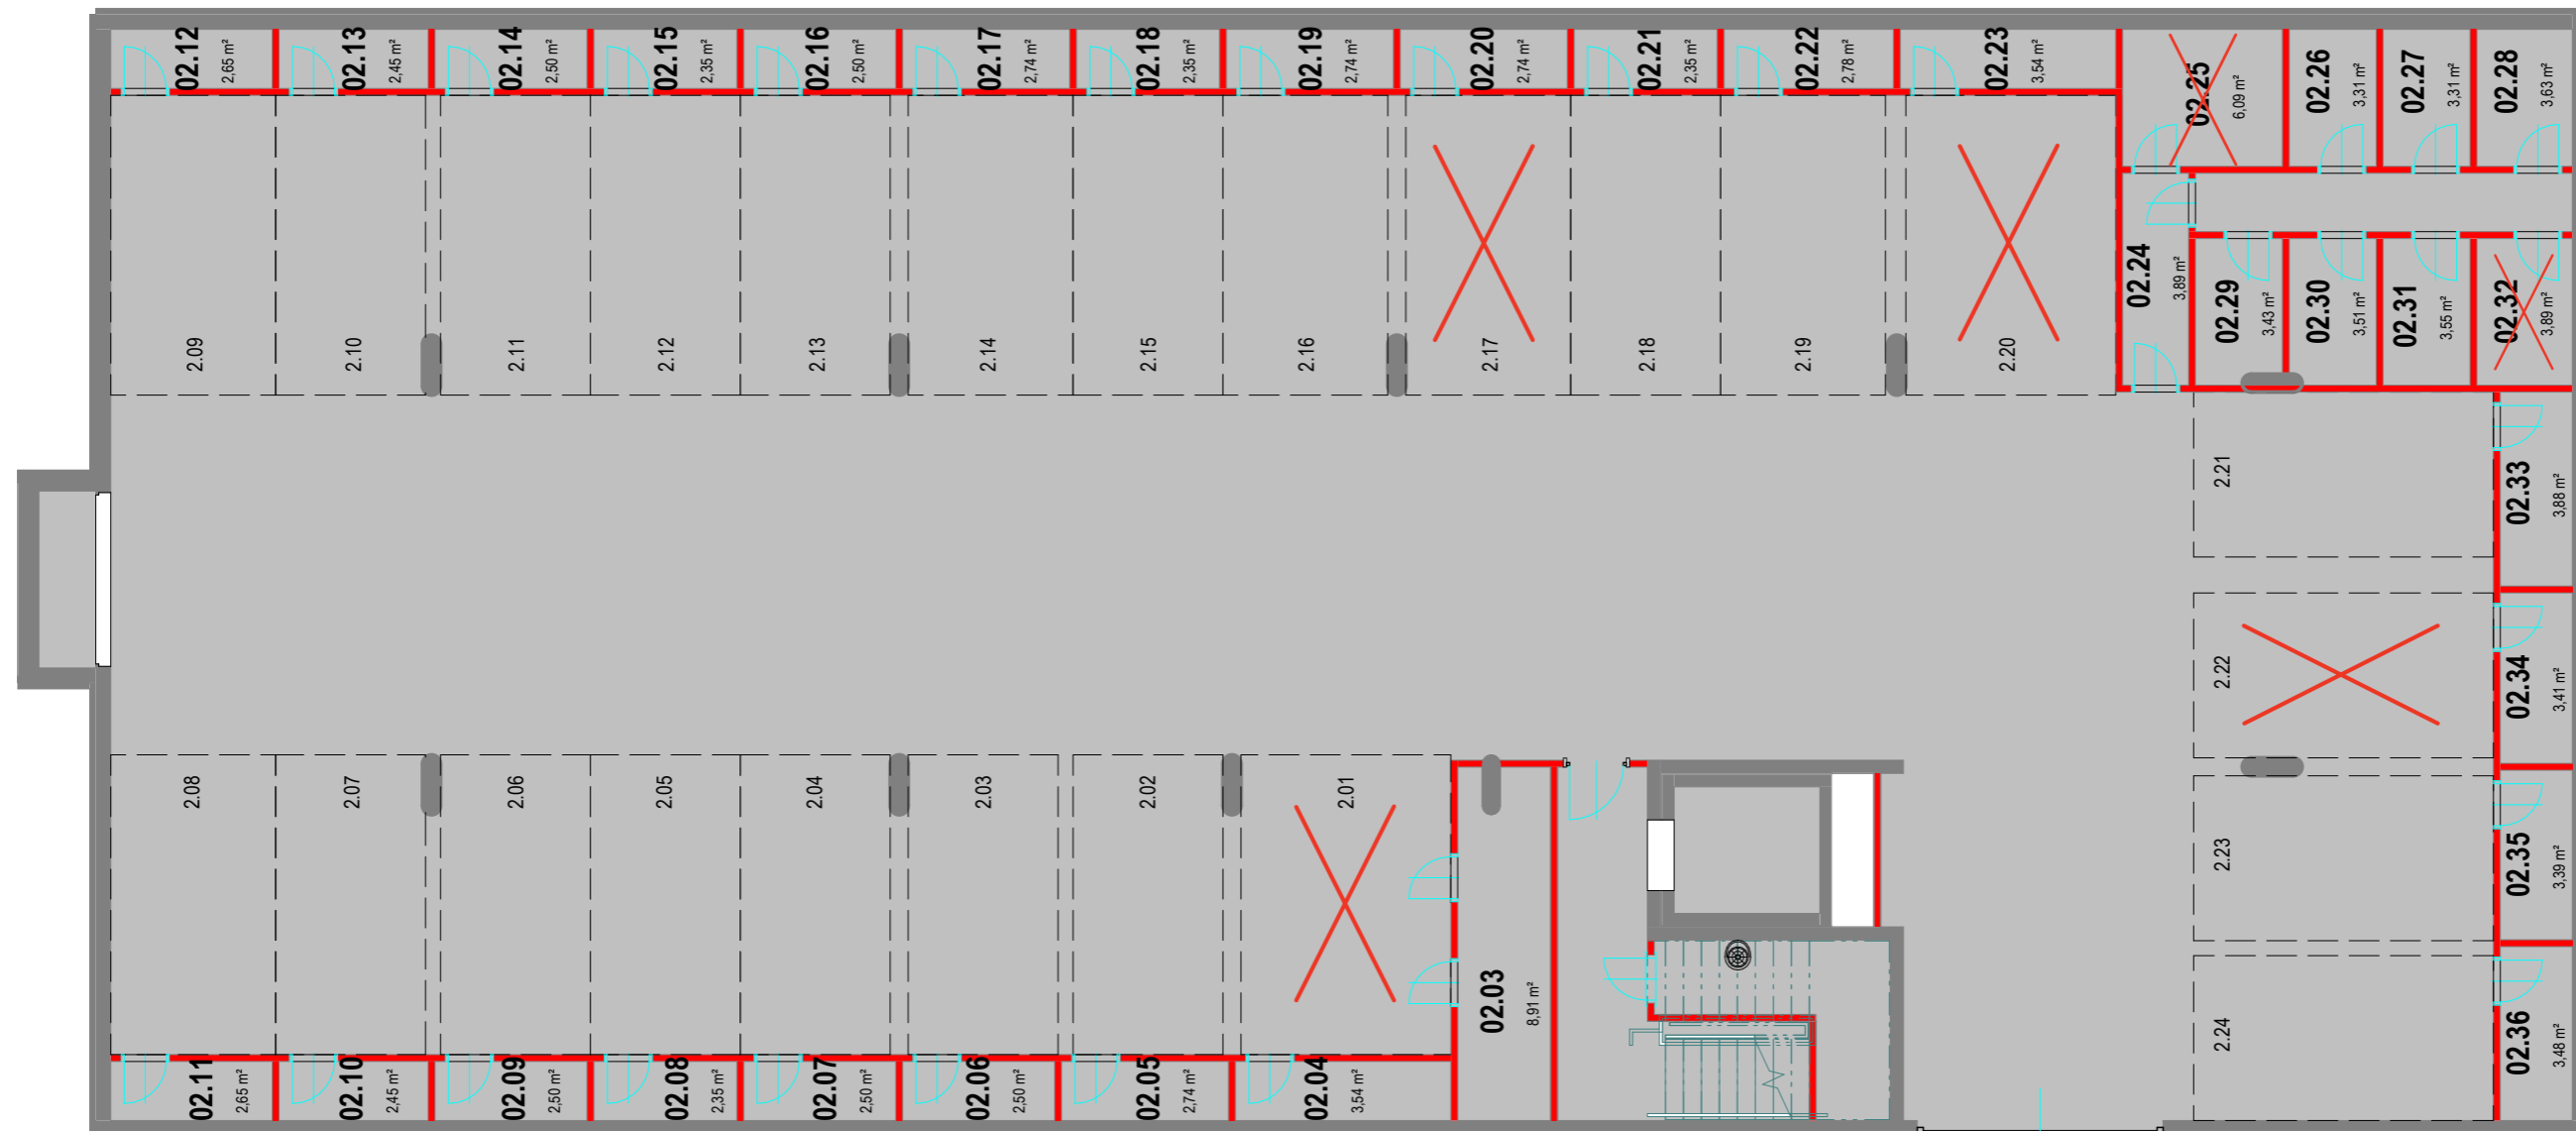 02.12
2,65 m²
02.13
2,45 m²
02.14
2,50 m²
02.15
2,35 m²
02.16
2,50 m²
02.17
2,74 m²
02.18
2,35 m²
02.19
2,74 m²
02.20
2,74 m²
02.21
2,35 m²
02.22
2,78 m²
02.23
3,54 m²
02.25
6,09 m²
02.26
3,31 m²
02.27
3,31 m²
02.28
3,63 m²
02.24
3,89 m²
02.29
3,43 m²
02.30
3,51 m²
02.31
3,55 m²
02.32
3,89 m²
2.09
2.10
2.11
2.12
2.13
2.14
2.15
2.16
2.17
2.18
2.19
2.20
2.21
02.33
3,88 m²
2.22
02.34
3,41 m²
2.08
2.07
2.06
2.05
2.04
2.03
2.02
2.01
2.23
02.35
3,39 m²
02.03
8,91 m²
2.24
02.36
3,48 m²
02.11
2,65 m²
02.10
2,45 m²
02.09
2,50 m²
02.08
2,35 m²
02.07
2,50 m²
02.06
2,50 m²
02.05
2,74 m²
02.04
3,54 m²